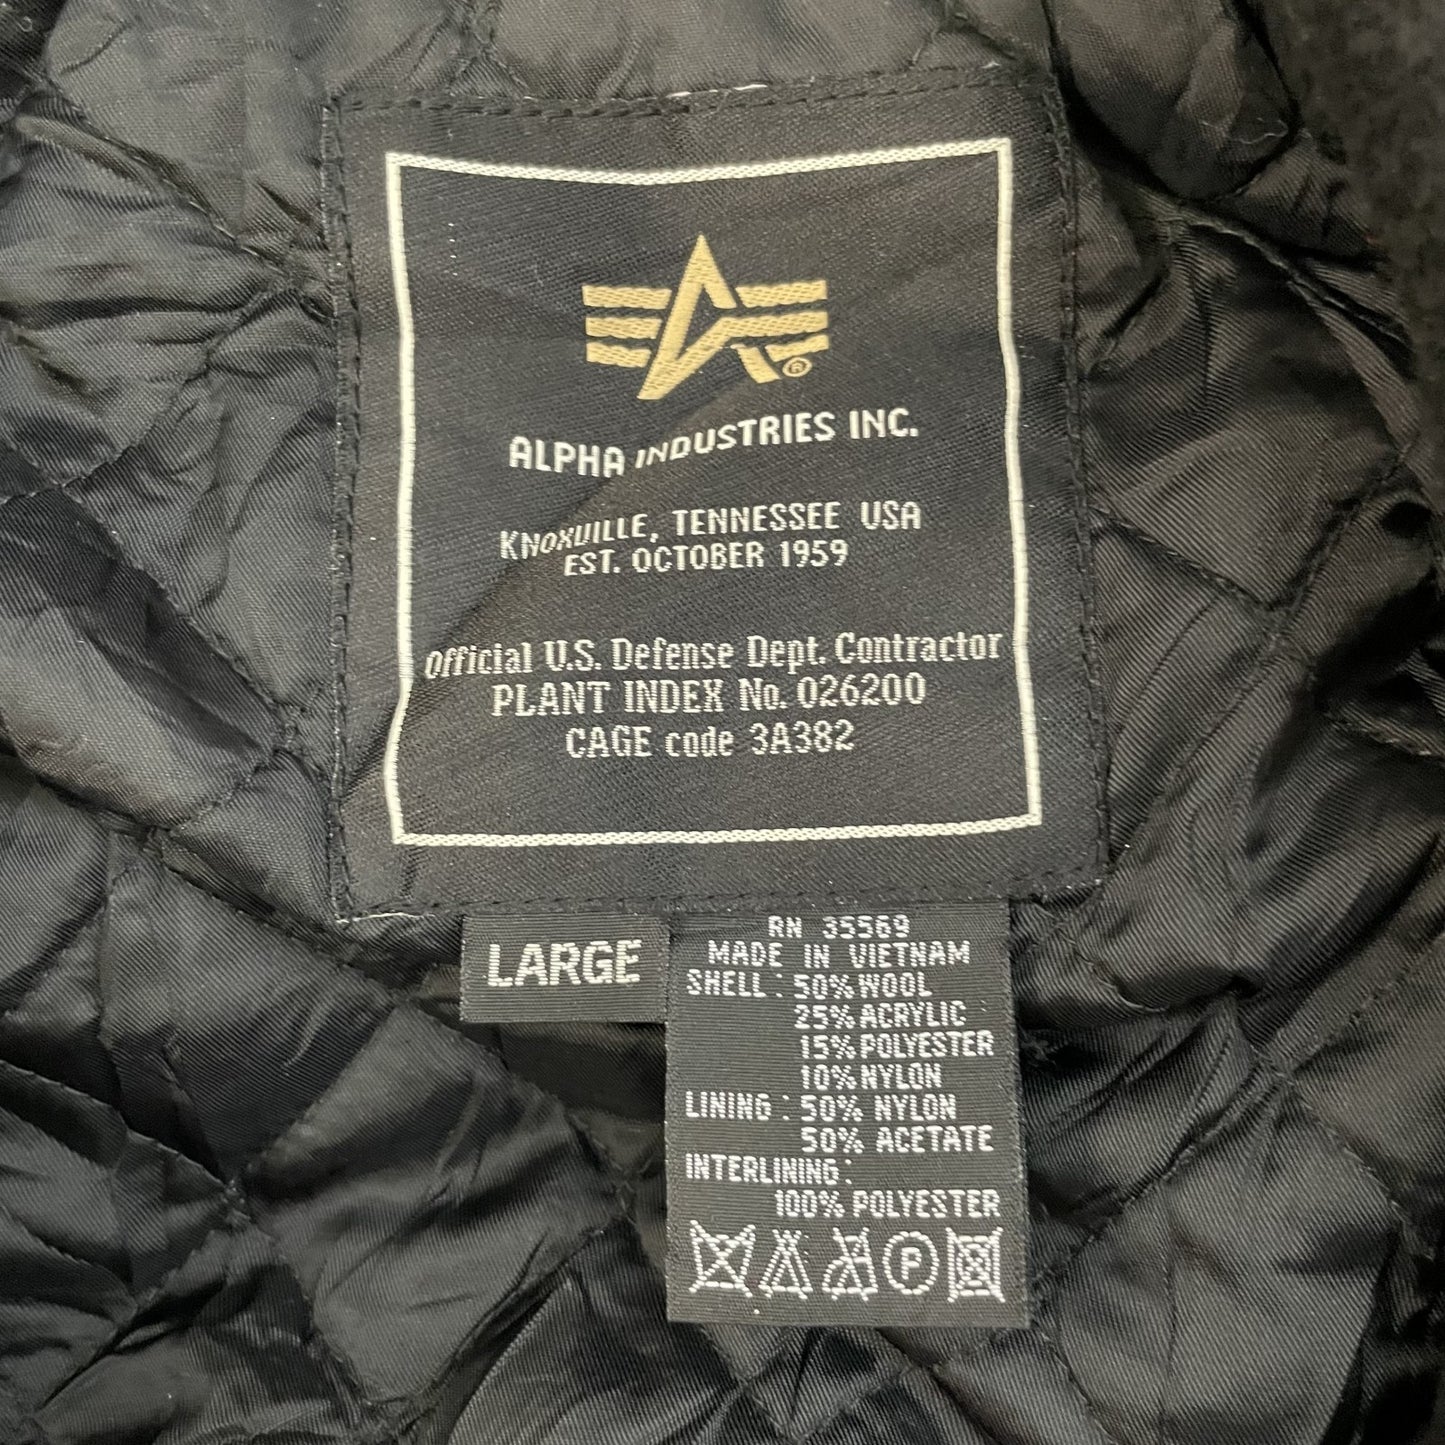 ®
ALPHA INDUSTRIES INC.
KNOXVILLE, TENNESSEE USA
EST. OCTOBER 1959
Official U.S. Defense Dept. Contractor
PLANT INDEX No. 026200
CAGE code 3A382
LARGE
RN 35569
MADE IN VIETNAM
SHELL: 50% WOOL
25% ACRYLIC
15% POLYESTER
10% NYLON
LINING: 50% NYLON
50% ACETATE
INTERLINING:
100% POLYESTER
P